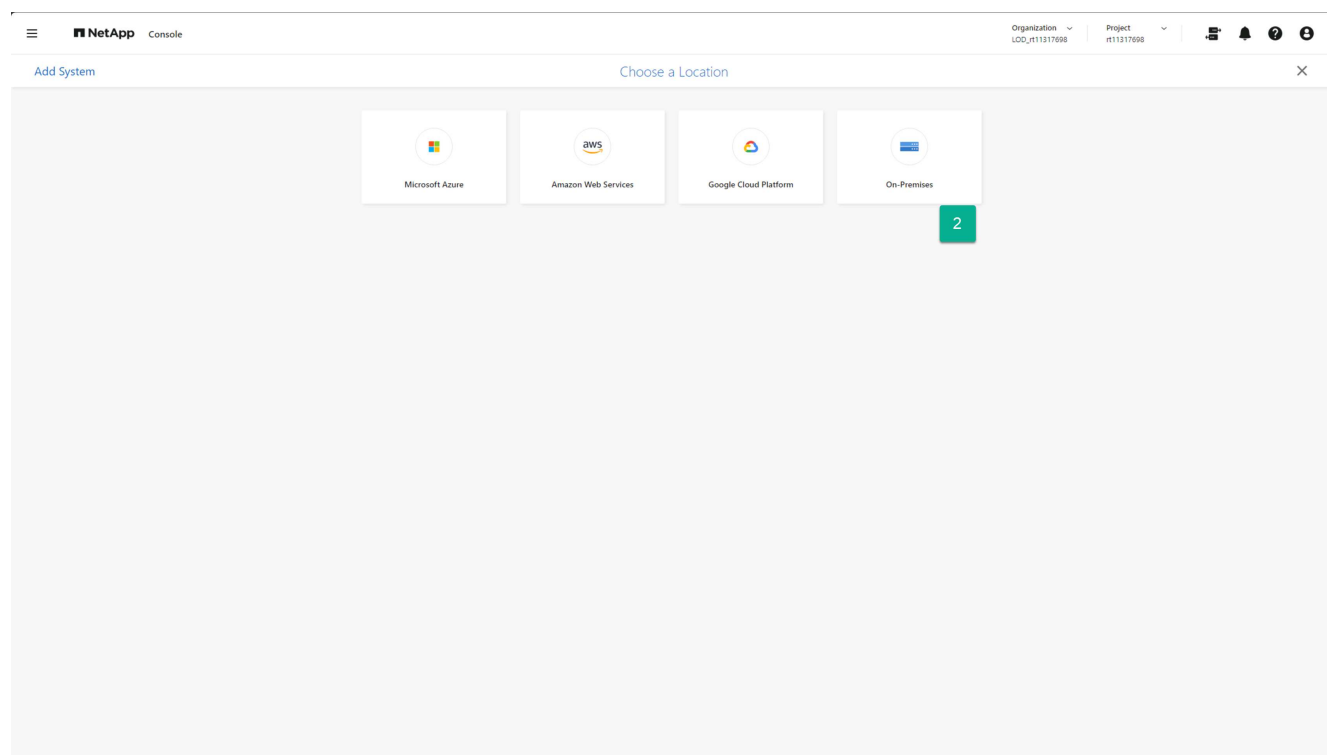 NetApp Console
Organization
LOD_rt11317698
Project
rt11317698
Add System
Choose a Location
Microsoft Azure
aws
Amazon Web Services
Google Cloud Platform
On-Premises
2